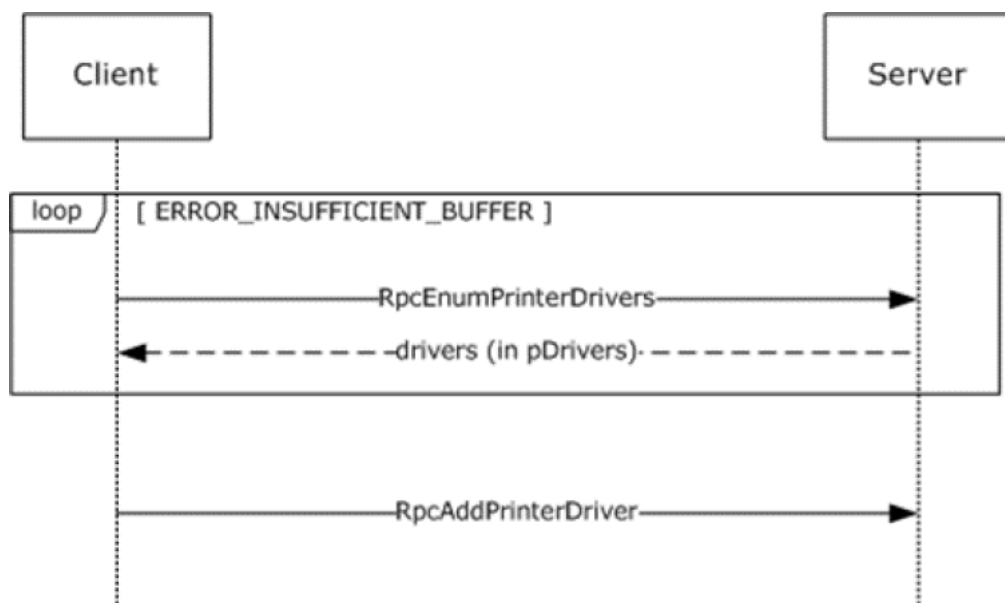 Client
Server
loop
[ ERROR_INSUFFICIENT_BUFFER ]
RpcEnumPrinterDrivers
drivers (in pDrivers)
RpcAddPrinterDriver